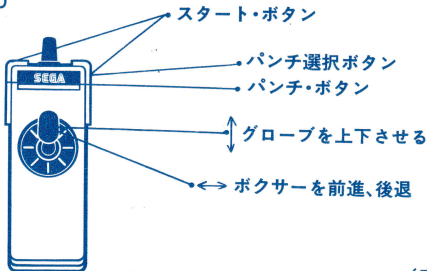 スタート・ボタン
パンチ選択ボタン
パンチ・ボタン
SEGA
グローブを上下させる
ボクサーを前進、後退